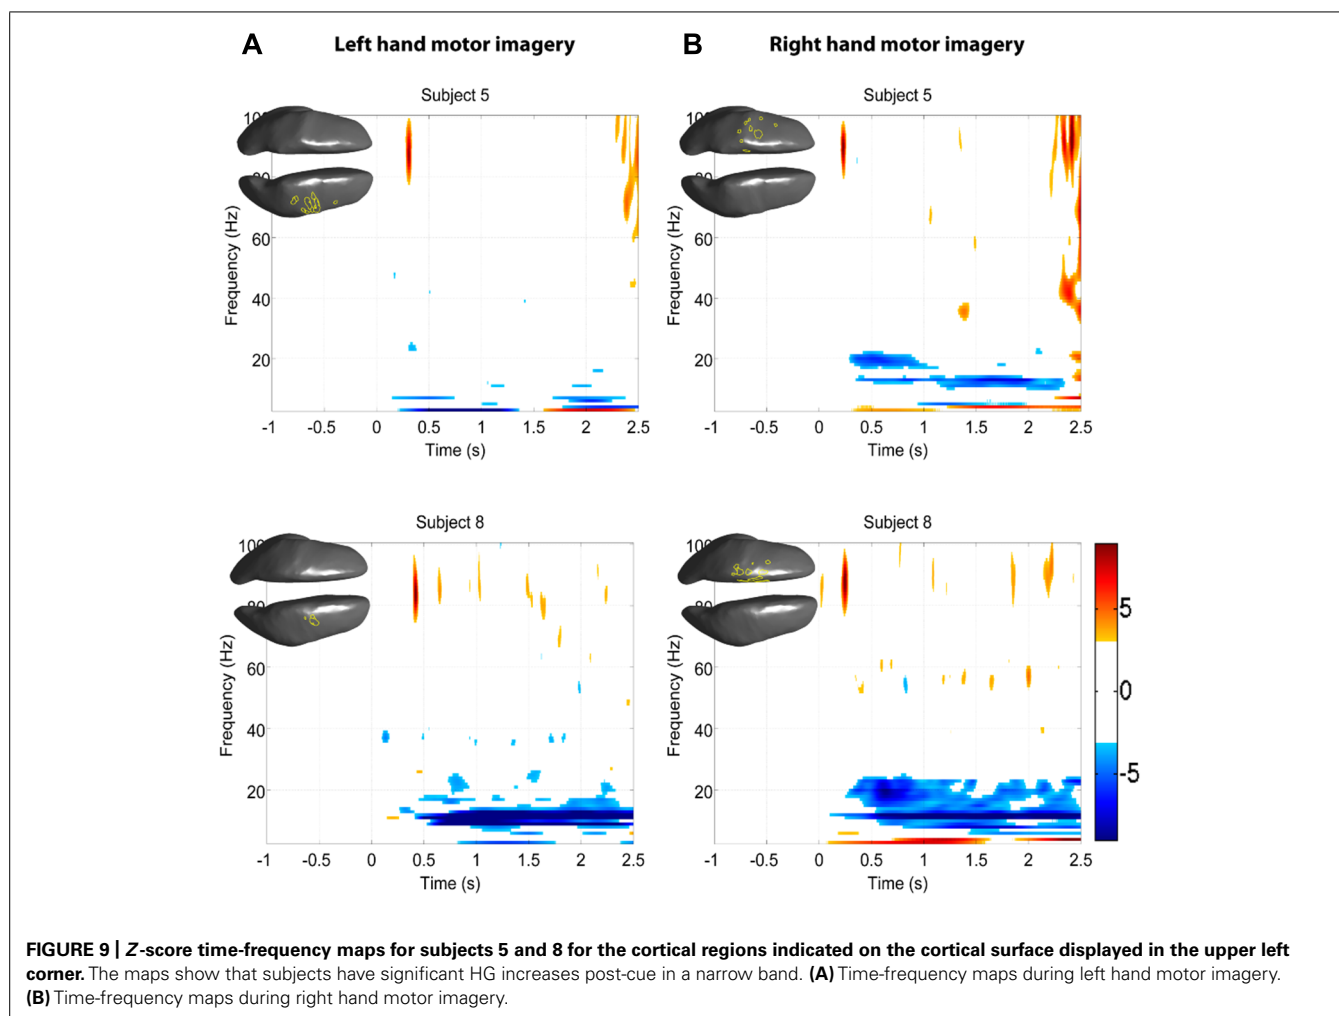 A Left hand motor imagery
B Right hand motor imagery
Subject 5
80
60
40
20
Frequency (Hz)
-1 -0.5 0 0.5 1 1.5 2 2.5
Time (s)
Subject 5
80
60
40
20
Frequency (Hz)
-1 -0.5 0 0.5 1 1.5 2 2.5
Time (s)
Subject 8
100
80
60
40
20
Frequency (Hz)
-1 -0.5 0 0.5 1 1.5 2 2.5
Time (s)
Subject 8
100
80
60
40
20
Frequency (Hz)
-1 -0.5 0 0.5 1 1.5 2 2.5
Time (s)
5
0
-5
FIGURE 9 | Z-score time-frequency maps for subjects 5 and 8 for the cortical regions indicated on the cortical surface displayed in the upper left
corner. The maps show that subjects have significant HG increases post-cue in a narrow band. (A) Time-frequency maps during left hand motor imagery.
(B) Time-frequency maps during right hand motor imagery.